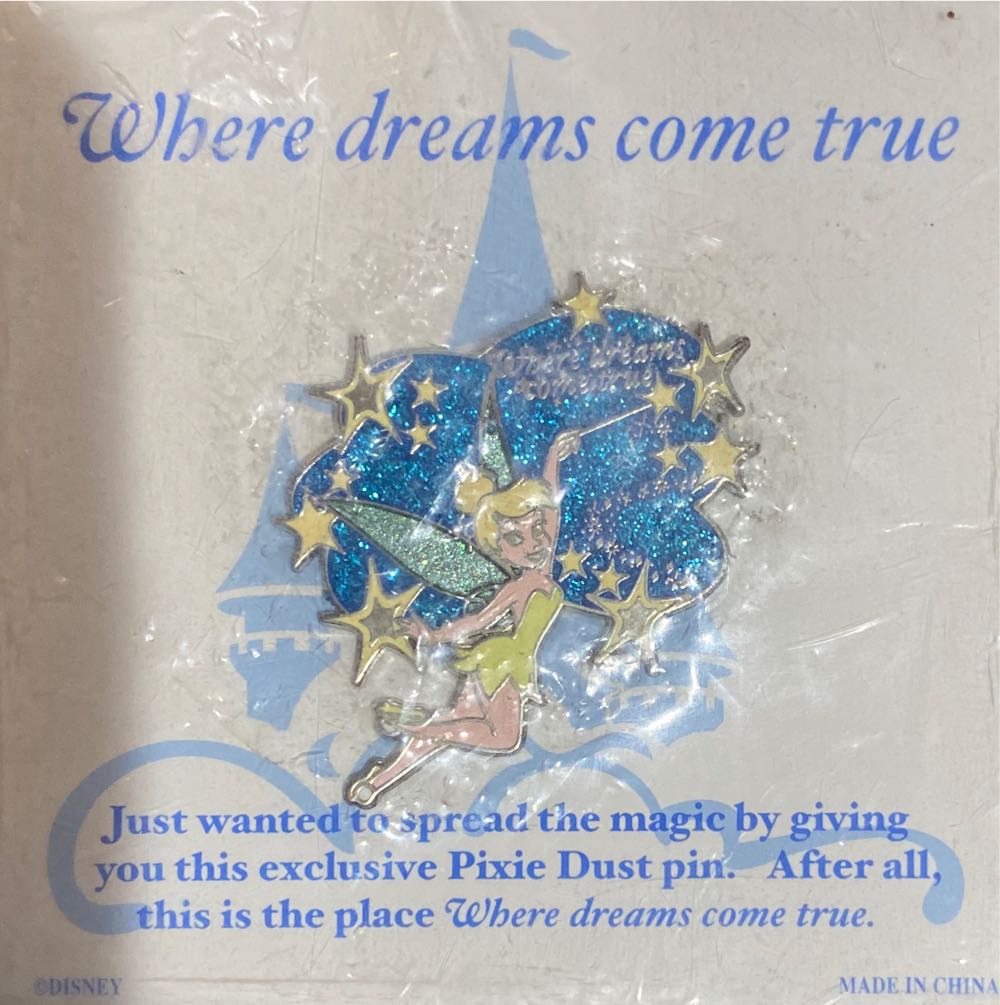 Where dreams come true
Where dreams
come true
Just wanted to spread the magic by giving
you this exclusive Pixie Dust pin. After all,
this is the place Where dreams come true.
©DISNEY
MADE IN CHINA